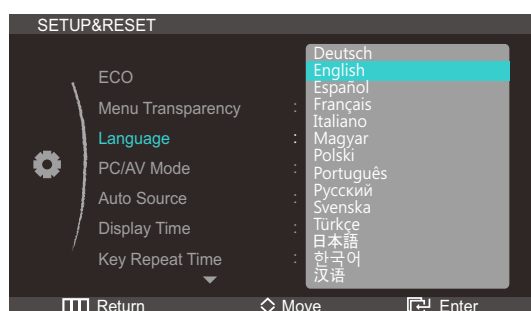 SETUP&RESET
ECO
Menu Transparency :
Language :
PC/AV Mode
Auto Source :
Display Time :
Key Repeat Time :
Deutsch
English
Español
Français
Italiano
Magyar
Polski
Português
Русский
Svenska
Türkçe
日本語
한국어
汉语
Return
Move
Enter